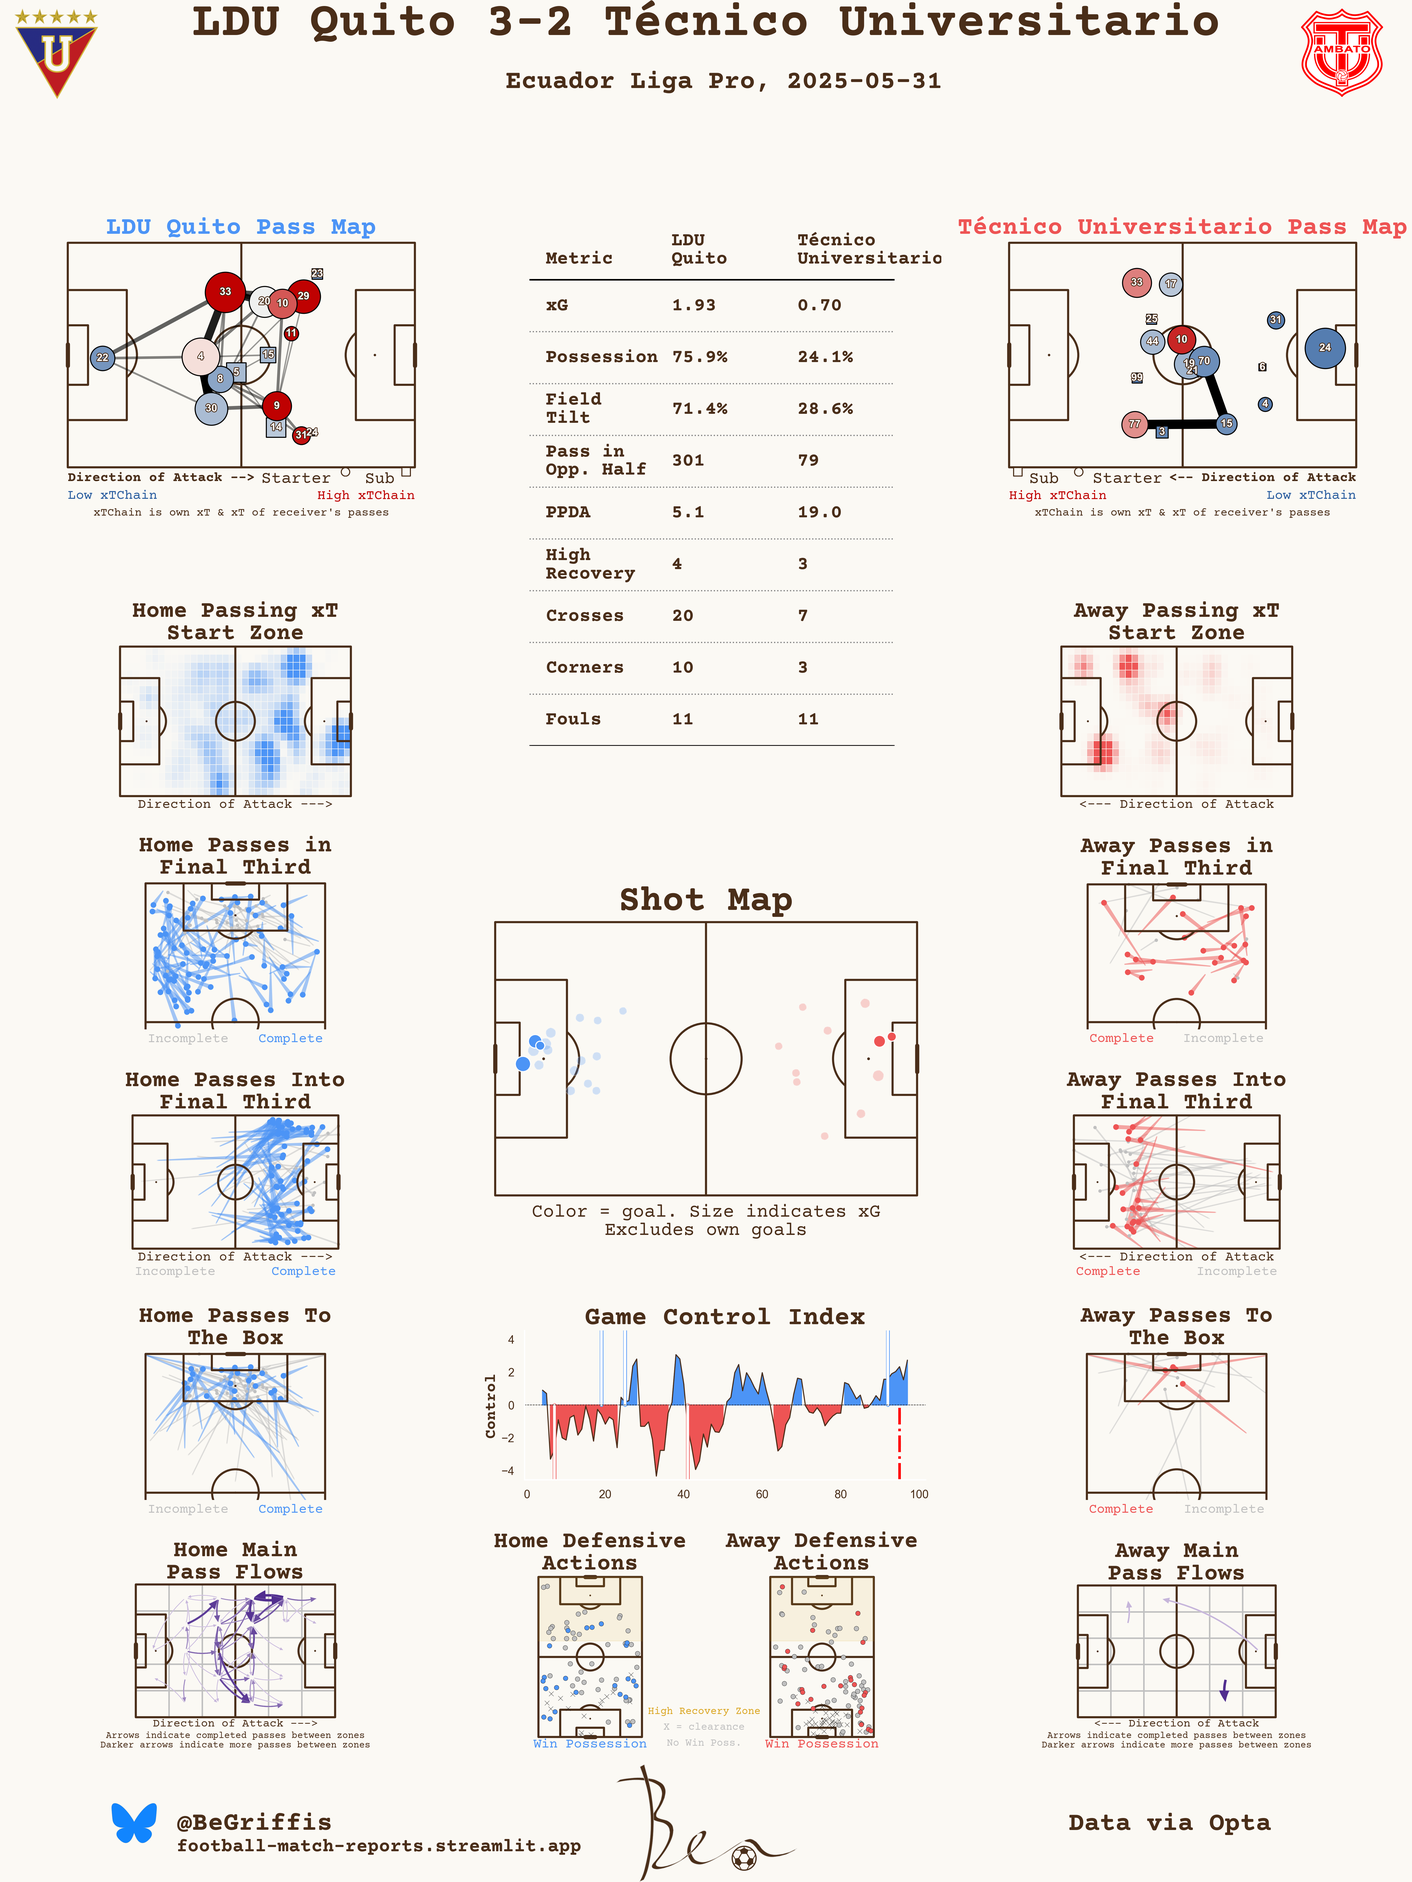 LDU Quito 3-2 Técnico Universitario
Ecuador Liga Pro, 2025-05-31
U
AMBATO
LDU Quito Pass Map
33
20
10
29
23
11
22
4
15
5
8
30
9
14
31
24
Direction of Attack --> Starter Sub
Low xTChain High xTChain
xTChain is own xT & xT of receiver's passes
Metric LDU Quito Técnico Universitario
xG 1.93 0.70
Possession 75.9% 24.1%
Field Tilt 71.4% 28.6%
Pass in Opp. Half 301 79
PPDA 5.1 19.0
High Recovery 4 3
Crosses 20 7
Corners 10 3
Fouls 11 11
Técnico Universitario Pass Map
33
17
25
44
10
31
24
19
70
21
6
99
4
77
3
15
Sub Starter <-- Direction of Attack
High xTChain Low xTChain
xTChain is own xT & xT of receiver's passes
Home Passing xT
Start Zone
Direction of Attack --->
Away Passing xT
Start Zone
<--- Direction of Attack
Home Passes in
Final Third
Incomplete Complete
Away Passes in
Final Third
Complete Incomplete
Shot Map
Color = goal. Size indicates xG
Excludes own goals
Home Passes Into
Final Third
Direction of Attack --->
Incomplete Complete
Away Passes Into
Final Third
<--- Direction of Attack
Complete Incomplete
Home Passes To
The Box
Incomplete Complete
Game Control Index
Control
4
2
0
−2
−4
0 20 40 60 80 100
Away Passes To
The Box
Complete Incomplete
Home Main
Pass Flows
Direction of Attack --->
Arrows indicate completed passes between zones
Darker arrows indicate more passes between zones
Home Defensive
Actions
Win Possession
Away Defensive
Actions
Win Possession
High Recovery Zone
X = clearance
No Win Poss.
Away Main
Pass Flows
<--- Direction of Attack
Arrows indicate completed passes between zones
Darker arrows indicate more passes between zones
@BeGriffis
football-match-reports.streamlit.app
Ben
Data via Opta